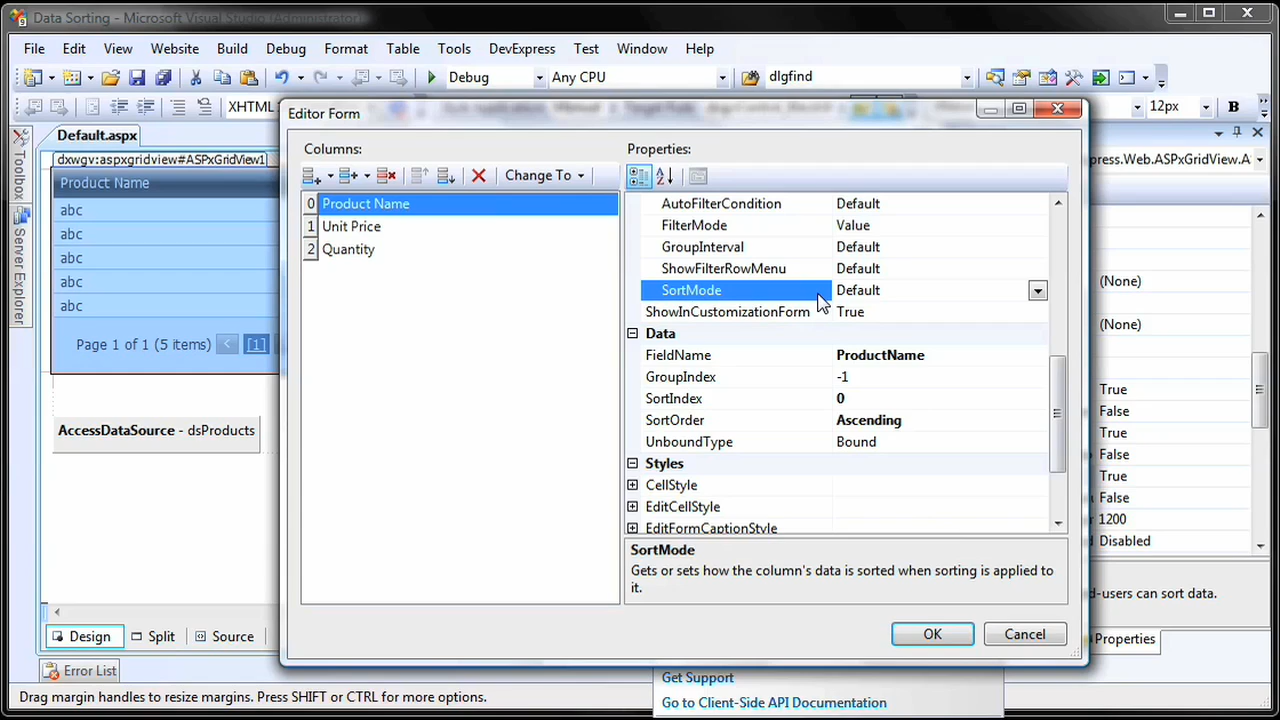 Data Sorting - Microsoft Visual Studio (Administrator)
File Edit View Website Build Debug Format Table Tools DevExpress Test Window Help
Debug Any CPU dlgfind
XHTML 12px B
Default.aspx
Toolbox
Server Explorer
dxwgv:aspxgridview#ASPxGridView1
Product Name
abc
abc
abc
abc
abc
Page 1 of 1 (5 items) < [1]
AccessDataSource - dsProducts
Design Split Source
Error List
Drag margin handles to resize margins. Press SHIFT or CTRL for more options.
Editor Form
Columns:
Change To
0 Product Name
1 Unit Price
2 Quantity
Properties:
AutoFilterCondition Default
FilterMode Value
GroupInterval Default
ShowFilterRowMenu Default
SortMode Default
ShowInCustomizationForm True
Data
FieldName ProductName
GroupIndex -1
SortIndex 0
SortOrder Ascending
UnboundType Bound
Styles
CellStyle
EditCellStyle
EditFormCaptionStyle
SortMode
Gets or sets how the column's data is sorted when sorting is applied to
it.
OK Cancel
Get Support
Go to Client-Side API Documentation
press.Web.ASPxGridView.A
(None)
(None)
True
False
True
False
True
False
1200
Disabled
d-users can sort data.
Properties